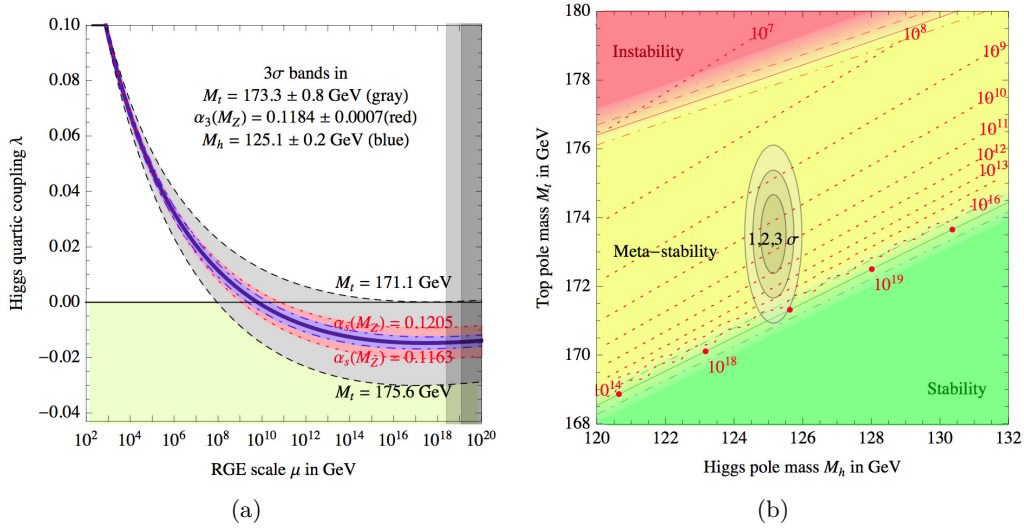 0.10
0.08
0.06
0.04
0.02
0.00
−0.02
−0.04
Higgs quartic coupling λ
3σ bands in
M_t = 173.3 ± 0.8 GeV (gray)
α_3(M_Z) = 0.1184 ± 0.0007(red)
M_h = 125.1 ± 0.2 GeV (blue)
M_t = 171.1 GeV
α_s(M_Z) = 0.1205
α_s(M_Z) = 0.1163
M_t = 175.6 GeV
10^2 10^4 10^6 10^8 10^10 10^12 10^14 10^16 10^18 10^20
RGE scale μ in GeV
(a)
180
178
176
174
172
170
168
Top pole mass M_t in GeV
Instability
10^7
10^8
10^9
10^10
10^11
10^12
10^13
10^16
1,2,3 σ
Meta−stability
10^19
10^18
10^14
Stability
120 122 124 126 128 130 132
Higgs pole mass M_h in GeV
(b)